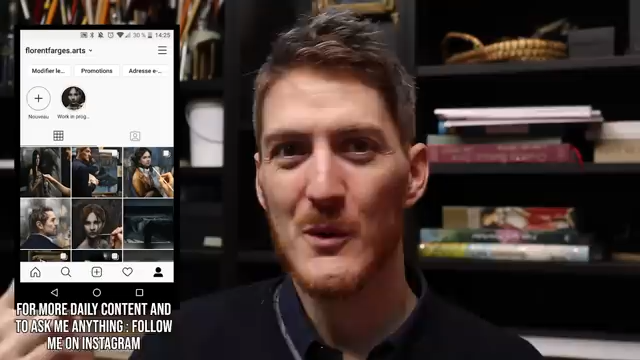 14:25
florentfarges.arts
Modifier le...
Promotions
Adresse e-...
Nouveau
Work in prog...
FOR MORE DAILY CONTENT AND
TO ASK ME ANYTHING : FOLLOW
ME ON INSTAGRAM